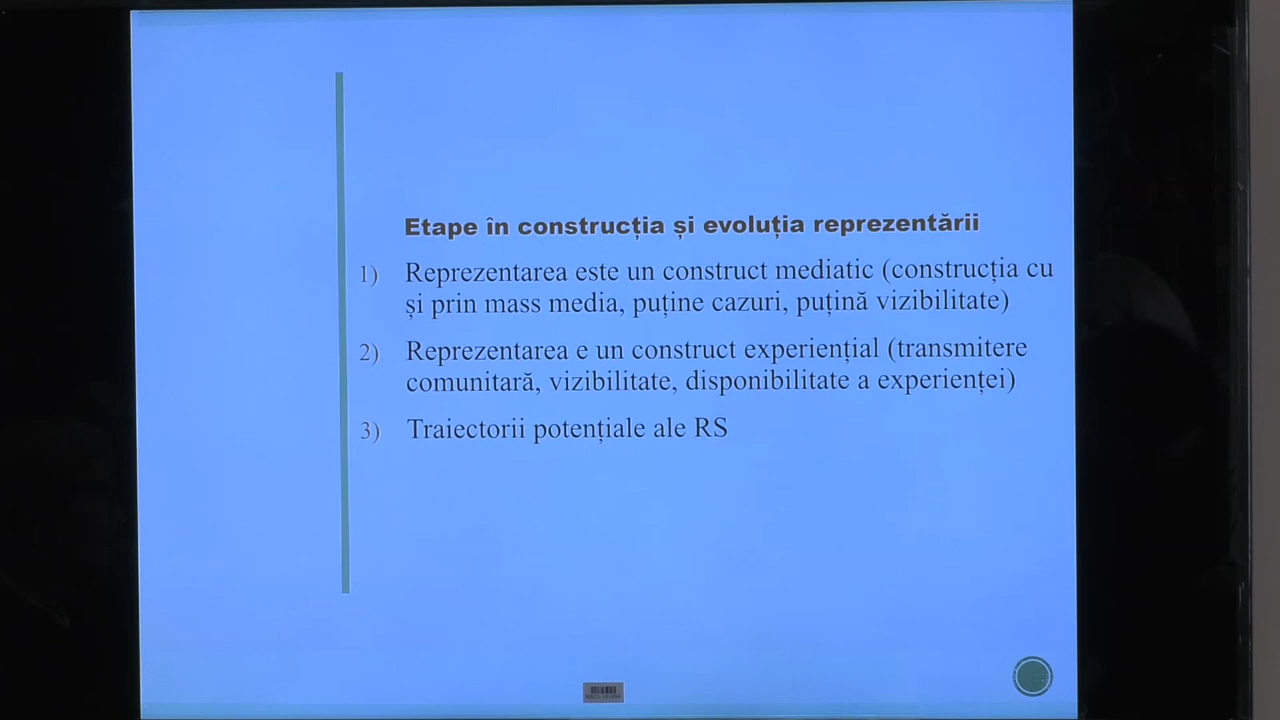 Etape în construcția și evoluția reprezentării
1) Reprezentarea este un construct mediatic (construcția cu
și prin mass media, puține cazuri, puțină vizibilitate)
2) Reprezentarea e un construct experiențial (transmitere
comunitară, vizibilitate, disponibilitate a experienței)
3) Traiectorii potențiale ale RS